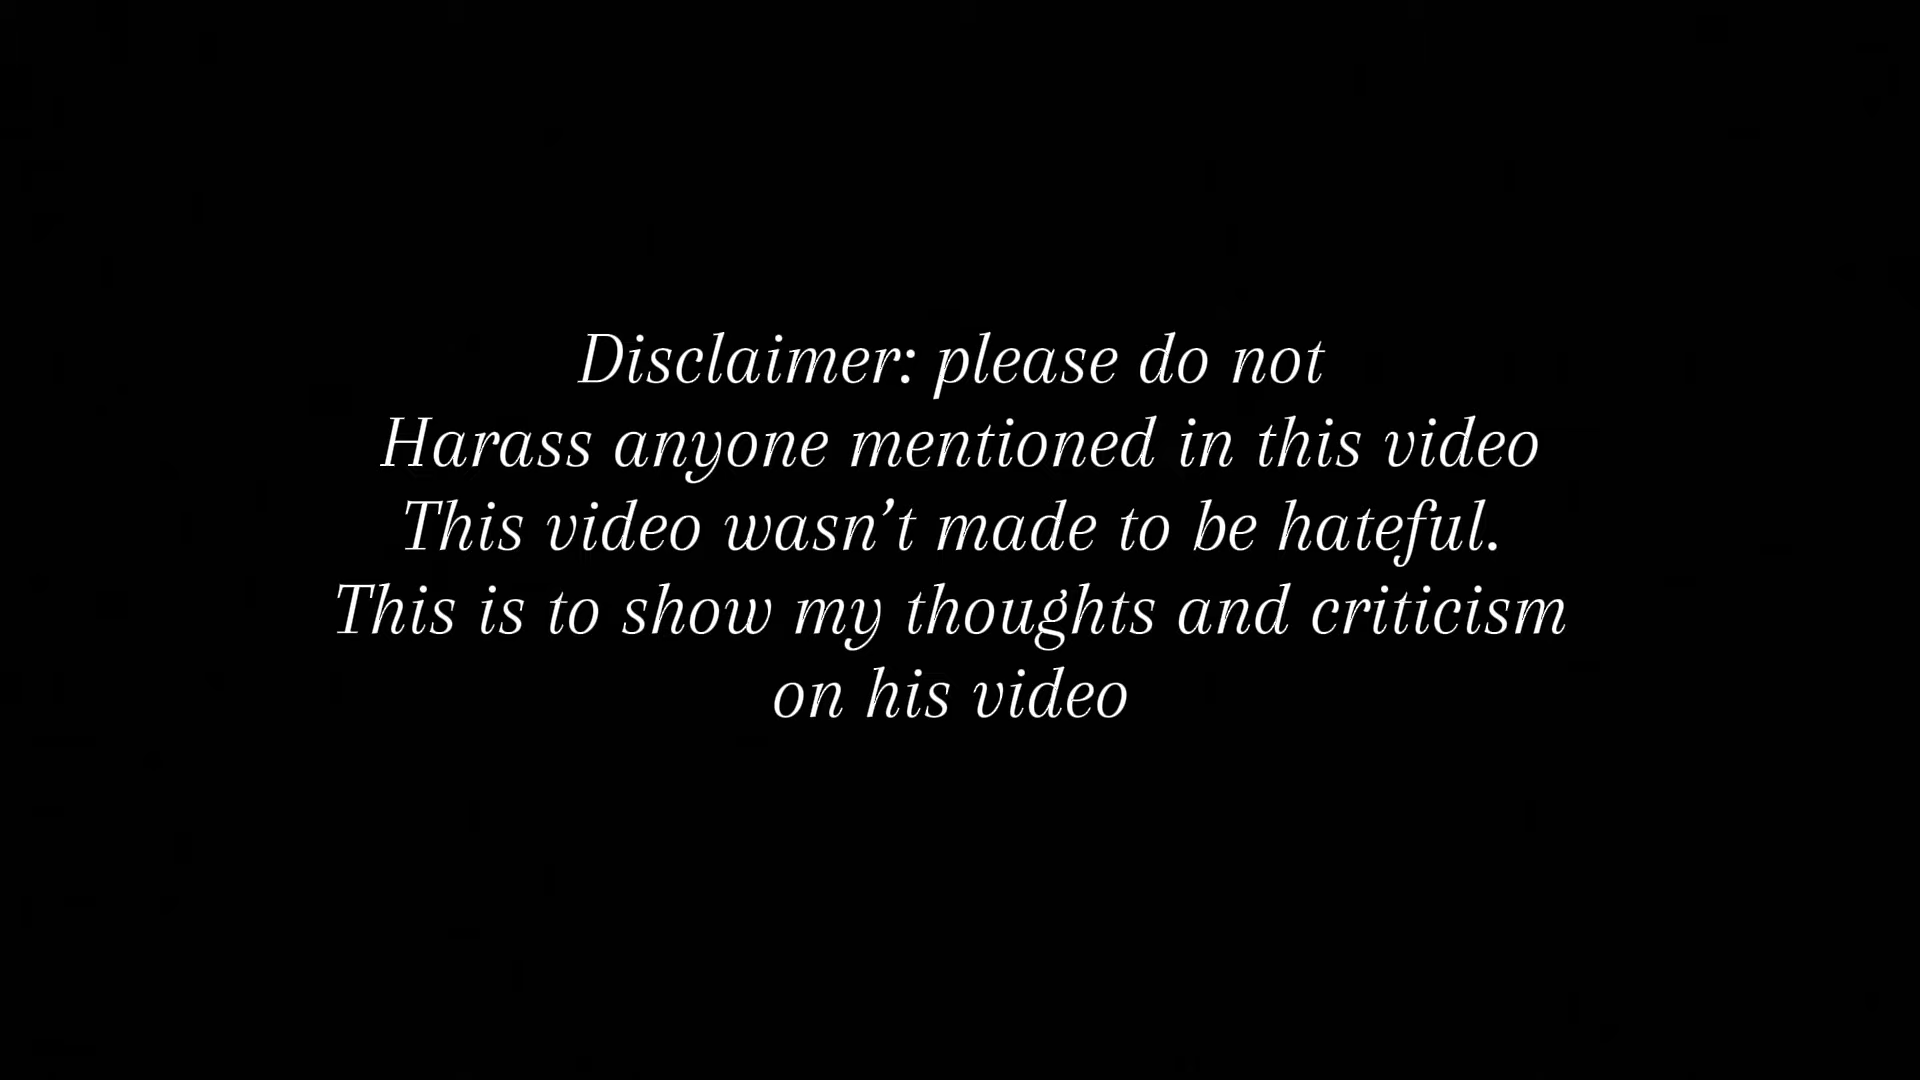 Disclaimer: please do not
Harass anyone mentioned in this video
This video wasn’t made to be hateful.
This is to show my thoughts and criticism
on his video